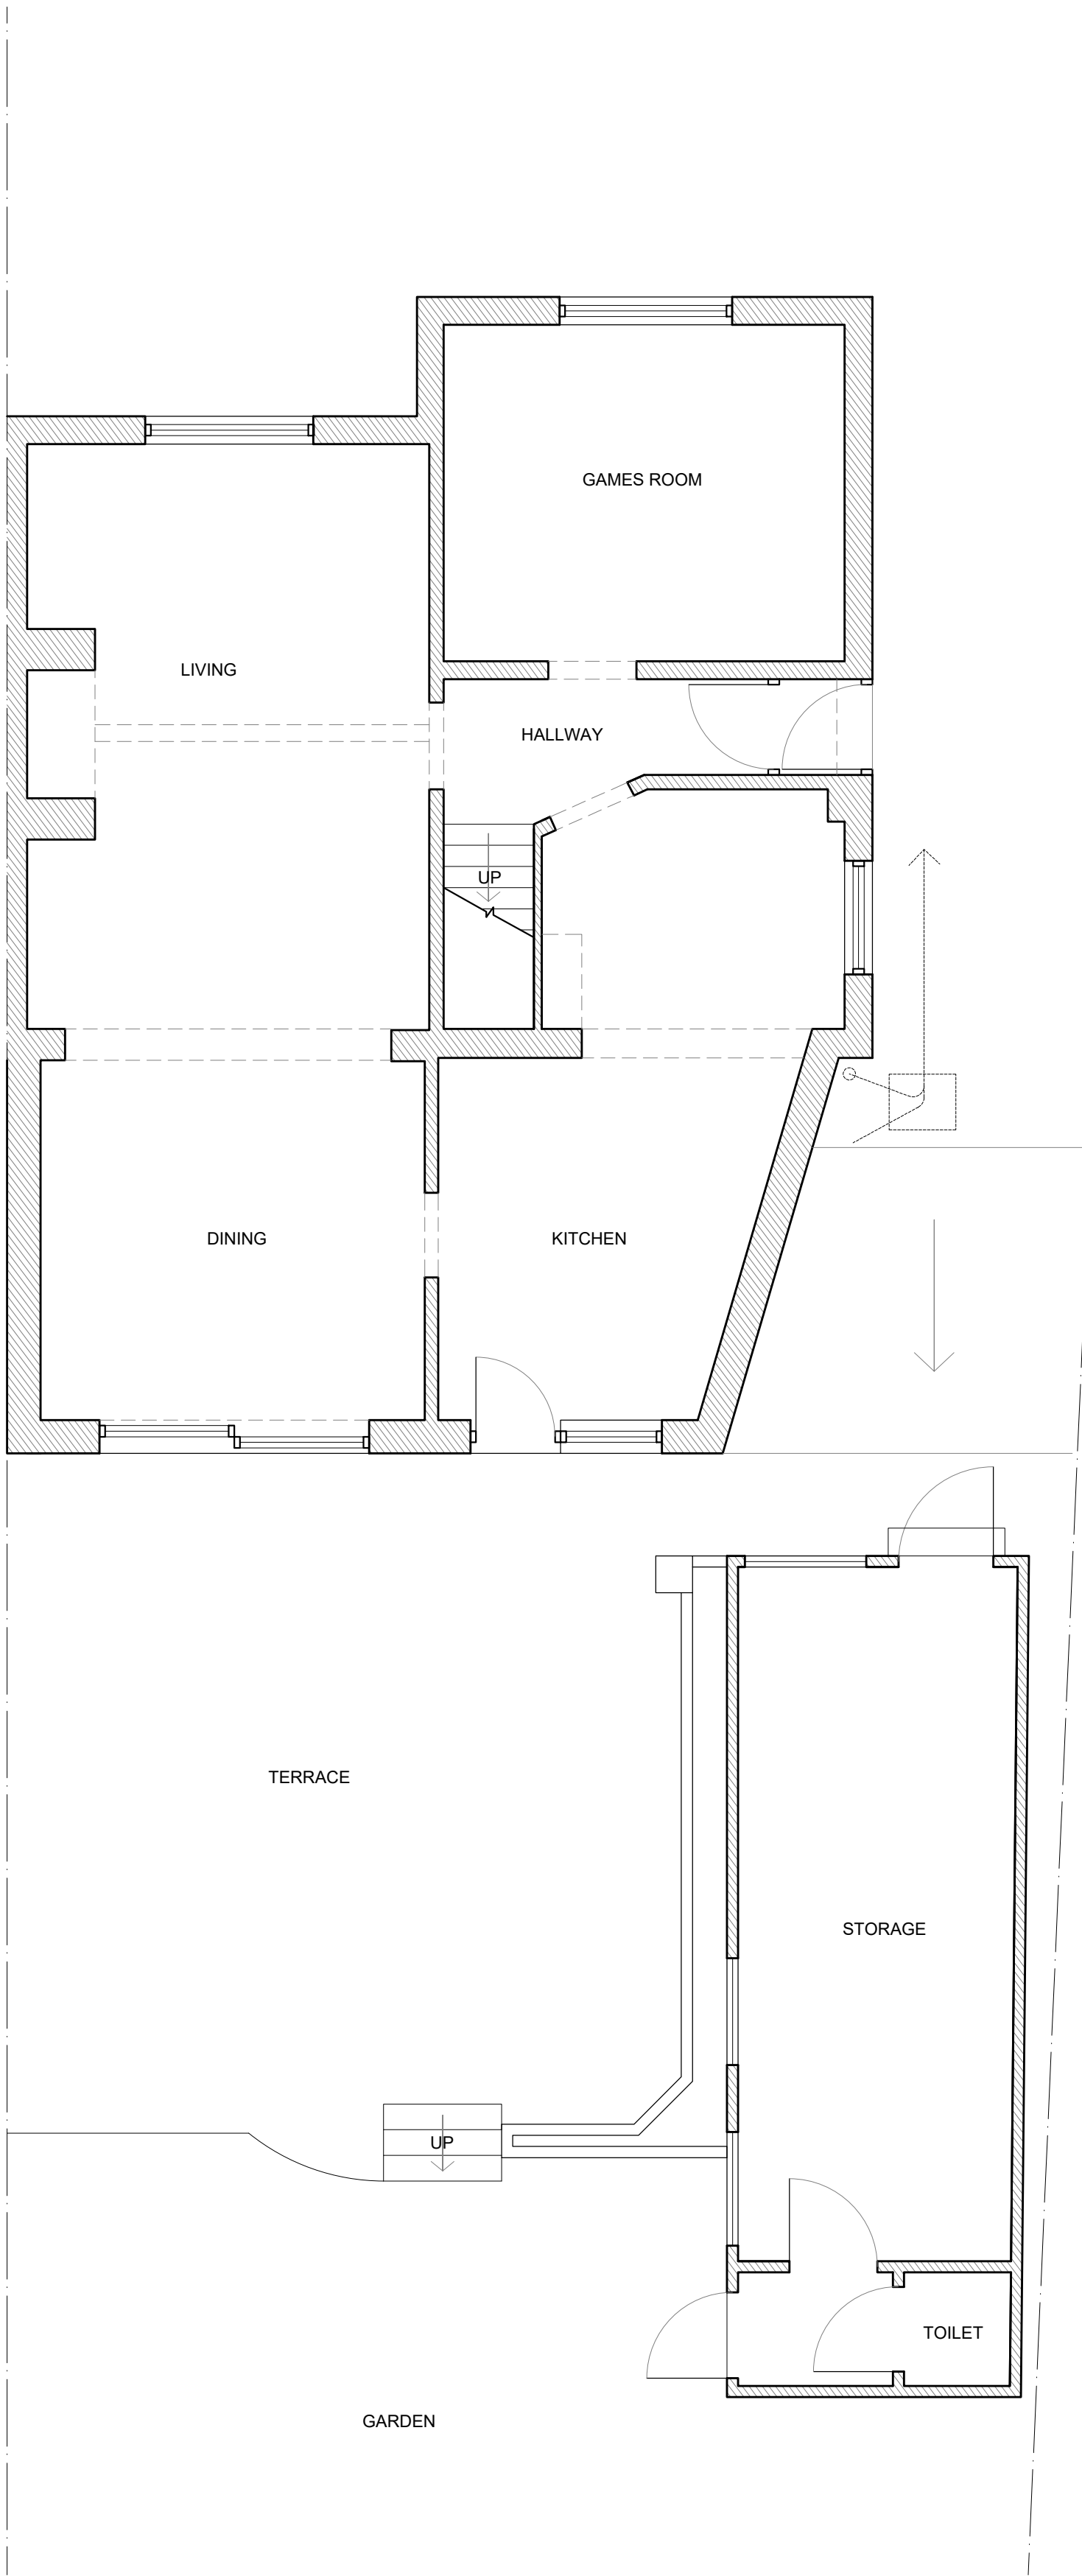 GAMES ROOM
LIVING
HALLWAY
UP
DINING
KITCHEN
TERRACE
STORAGE
UP
TOILET
GARDEN